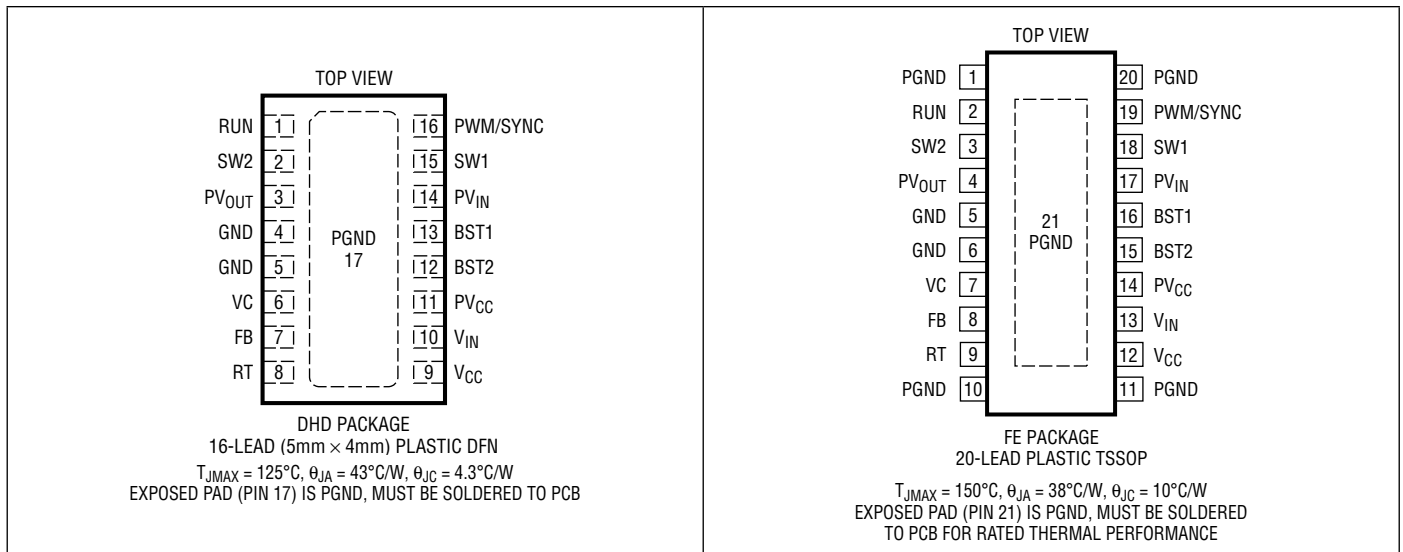 TOP VIEW
RUN 1 16 PWM/SYNC
SW2 2 15 SW1
PVOUT 3 14 PVIN
GND 4 13 BST1
PGND
17
GND 5 12 BST2
VC 6 11 PVCC
FB 7 10 VIN
RT 8 9 VCC
DHD PACKAGE
16-LEAD (5mm × 4mm) PLASTIC DFN
TJMAX = 125°C, θJA = 43°C/W, θJC = 4.3°C/W
EXPOSED PAD (PIN 17) IS PGND, MUST BE SOLDERED TO PCB
TOP VIEW
PGND 1 20 PGND
RUN 2 19 PWM/SYNC
SW2 3 18 SW1
PVOUT 4 17 PVIN
GND 5 16 BST1
21
PGND
GND 6 15 BST2
VC 7 14 PVCC
FB 8 13 VIN
RT 9 12 VCC
PGND 10 11 PGND
FE PACKAGE
20-LEAD PLASTIC TSSOP
TJMAX = 150°C, θJA = 38°C/W, θJC = 10°C/W
EXPOSED PAD (PIN 21) IS PGND, MUST BE SOLDERED
TO PCB FOR RATED THERMAL PERFORMANCE